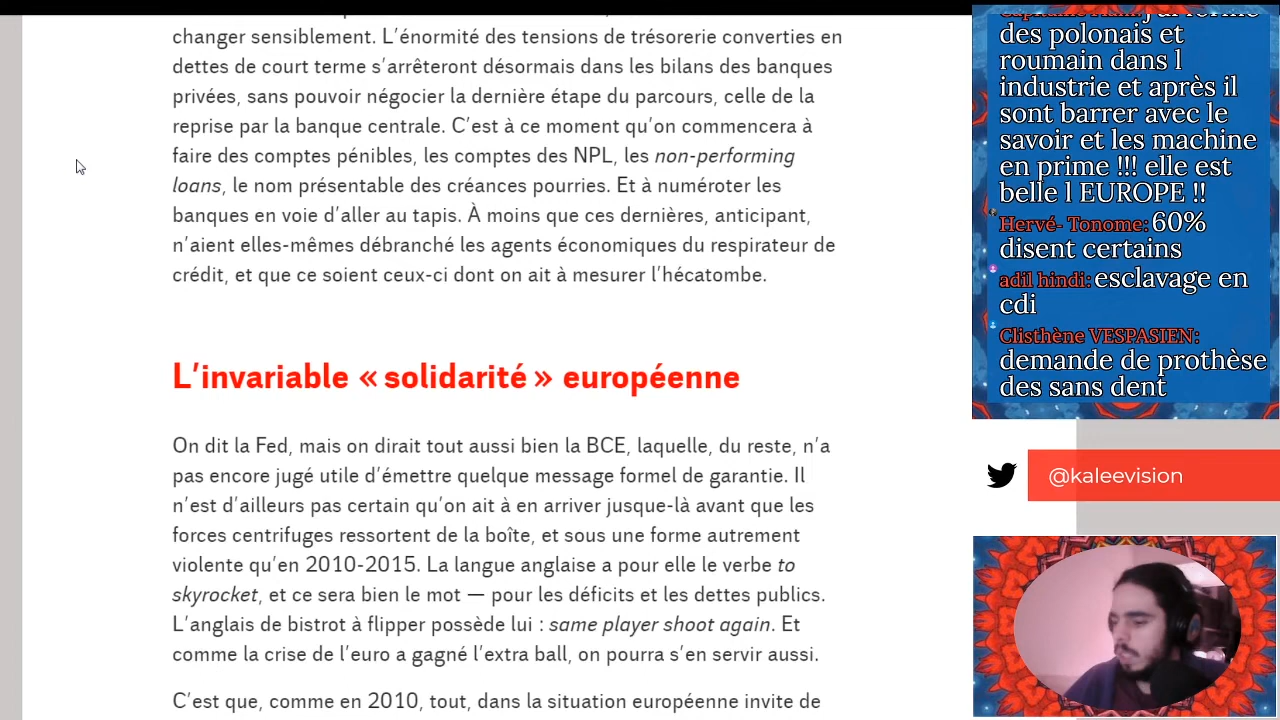 changer sensiblement. L’énormité des tensions de trésorerie converties en
dettes de court terme s’arrêteront désormais dans les bilans des banques
privées, sans pouvoir négocier la dernière étape du parcours, celle de la
reprise par la banque centrale. C’est à ce moment qu’on commencera à
faire des comptes pénibles, les comptes des NPL, les non-performing
loans, le nom présentable des créances pourries. Et à numéroter les
banques en voie d’aller au tapis. À moins que ces dernières, anticipant,
n’aient elles-mêmes débranché les agents économiques du respirateur de
crédit, et que ce soient ceux-ci dont on ait à mesurer l’hécatombe.
L’invariable « solidarité » européenne
On dit la Fed, mais on dirait tout aussi bien la BCE, laquelle, du reste, n’a
pas encore jugé utile d’émettre quelque message formel de garantie. Il
n’est d’ailleurs pas certain qu’on ait à en arriver jusque-là avant que les
forces centrifuges ressortent de la boîte, et sous une forme autrement
violente qu’en 2010-2015. La langue anglaise a pour elle le verbe to
skyrocket, et ce sera bien le mot — pour les déficits et les dettes publics.
L’anglais de bistrot à flipper possède lui : same player shoot again. Et
comme la crise de l’euro a gagné l’extra ball, on pourra s’en servir aussi.
C’est que, comme en 2010, tout, dans la situation européenne invite de
des polonais et
roumain dans l
industrie et après il
sont barrer avec le
savoir et les machine
en prime !!! elle est
belle l EUROPE !!
Hervé- Tonome: 60%
disent certains
adil hindi: esclavage en
cdi
Clisthène VESPASIEN:
demande de prothèse
des sans dent
@kaleevision